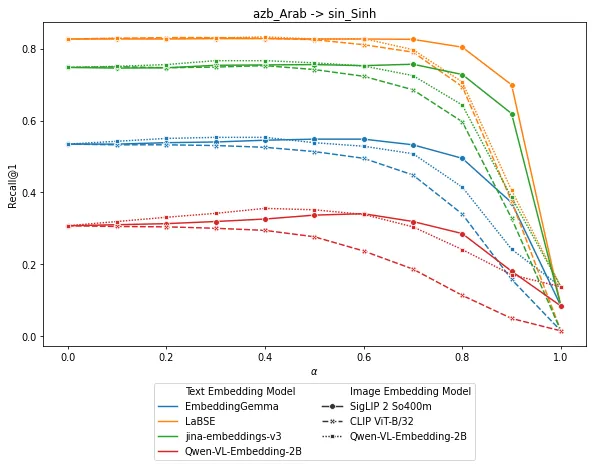 azb_Arab -> sin_Sinh
0.8
0.6
0.4
0.2
0.0
Recall@1
0.0 0.2 0.4 0.6 0.8 1.0
α
Text Embedding Model Image Embedding Model
EmbeddingGemma SigLIP 2 So400m
LaBSE CLIP ViT-B/32
jina-embeddings-v3 Qwen-VL-Embedding-2B
Qwen-VL-Embedding-2B